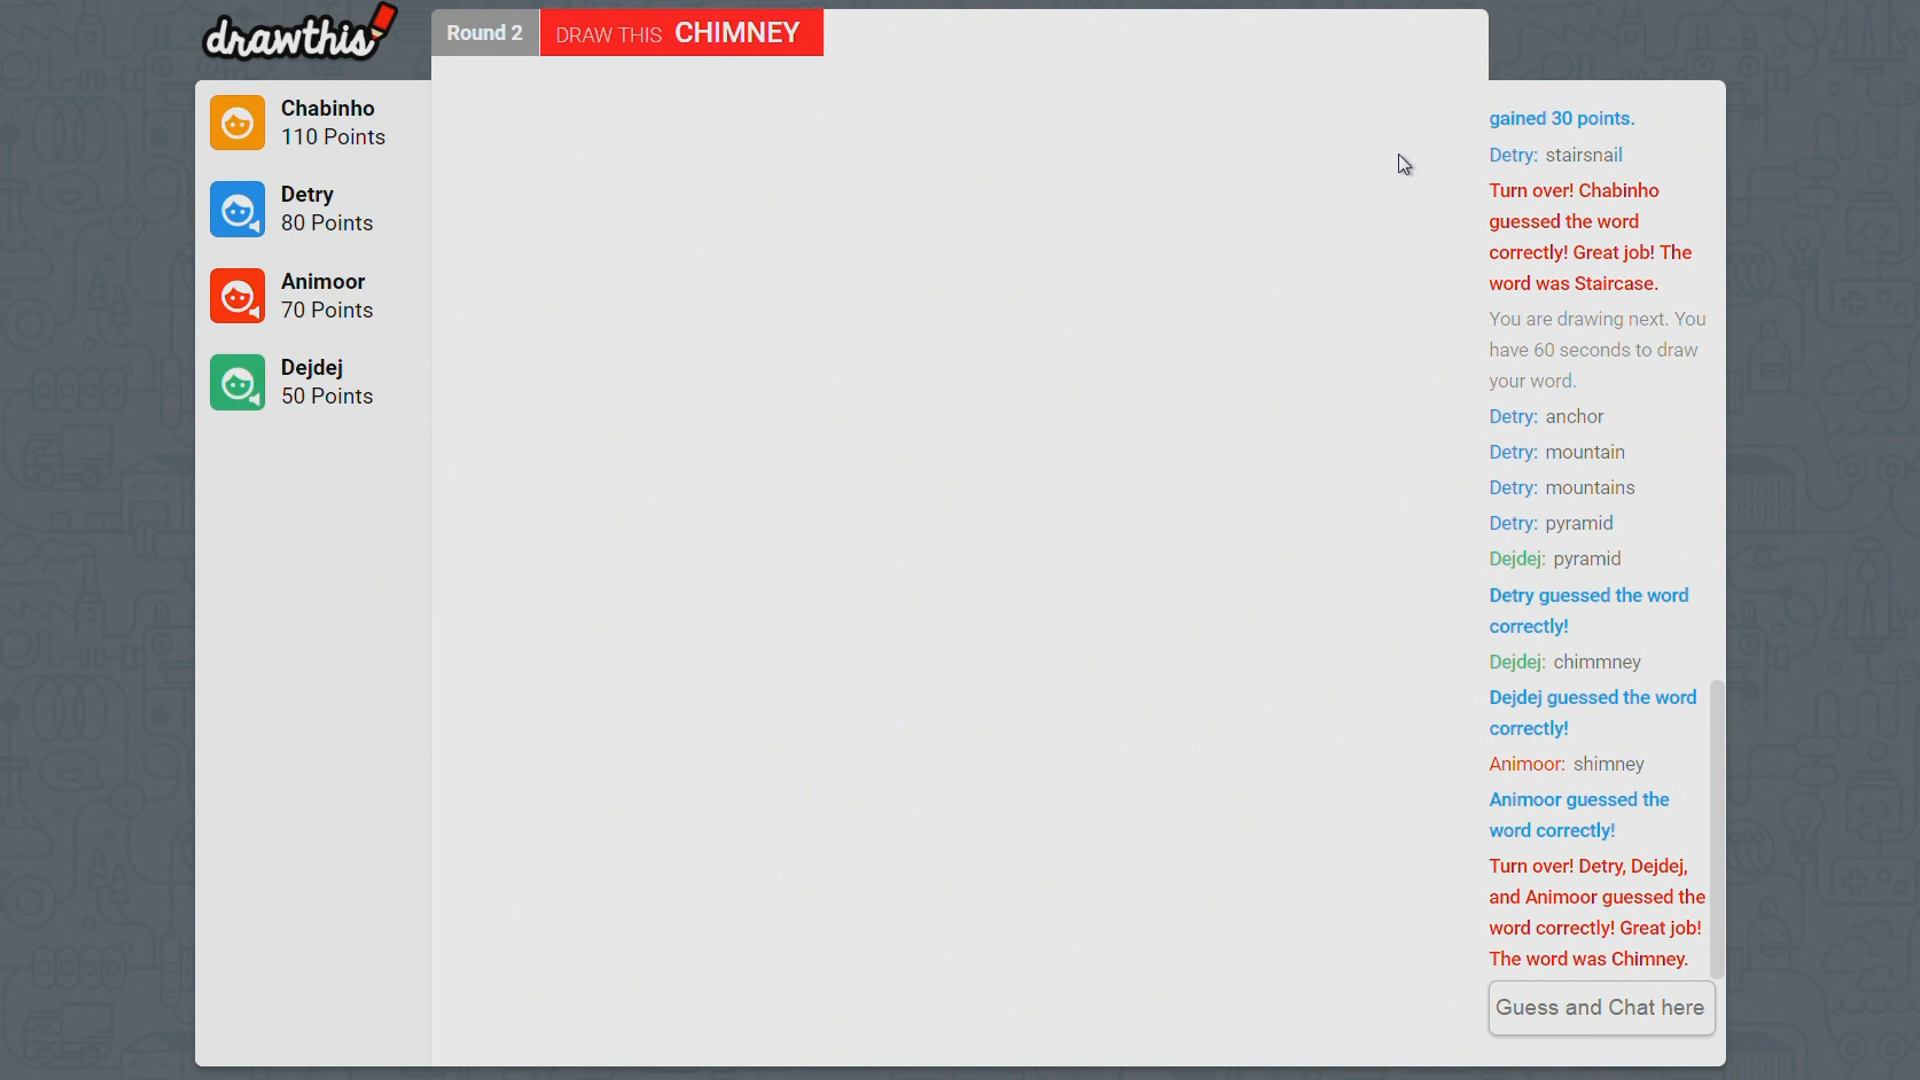 drawthis
Round 2
DRAW THIS CHIMNEY
Chabinho
110 Points
Detry
80 Points
Animoor
70 Points
Dejdej
50 Points
gained 30 points.
Detry: stairsnail
Turn over! Chabinho
guessed the word
correctly! Great job! The
word was Staircase.
You are drawing next. You
have 60 seconds to draw
your word.
Detry: anchor
Detry: mountain
Detry: mountains
Detry: pyramid
Dejdej: pyramid
Detry guessed the word
correctly!
Dejdej: chimmney
Dejdej guessed the word
correctly!
Animoor: shimney
Animoor guessed the
word correctly!
Turn over! Detry, Dejdej,
and Animoor guessed the
word correctly! Great job!
The word was Chimney.
Guess and Chat here